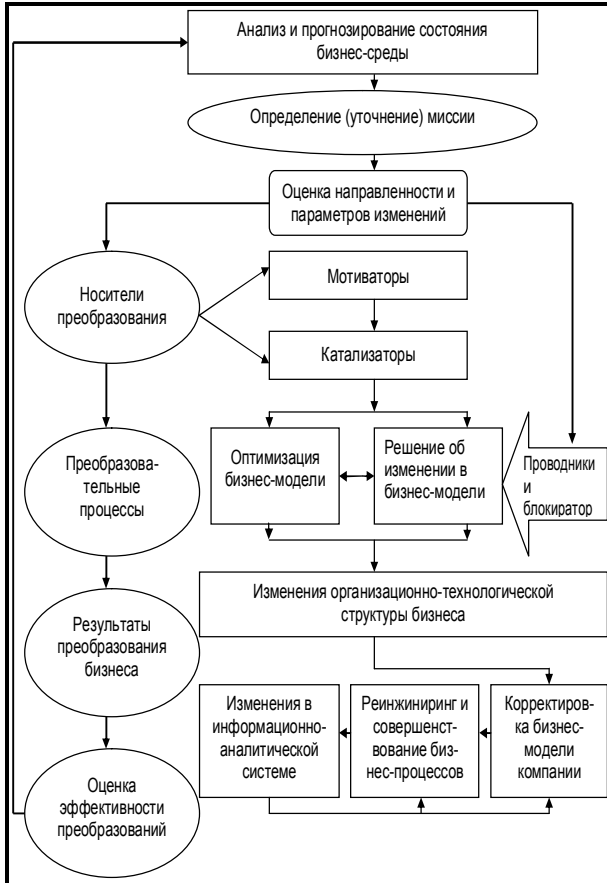 Анализ и прогнозирование состояния
бизнес-среды
Определение (уточнение) миссии
Оценка направленности и
параметров изменений
Носители
преобразования
Мотиваторы
Катализаторы
Преобразова-
тельные
процессы
Оптимизация
бизнес-модели
Решение об
изменении в
бизнес-модели
Проводники
и
блокиратор
Изменения организационно-технологической
структуры бизнеса
Результаты
преобразования
бизнеса
Изменения в
информационно-
аналитической
системе
Реинжиниринг и
совершенст-
вование биз-
нес-процессов
Корректиров-
ка бизнес-
модели
компании
Оценка
эффективности
преобразований